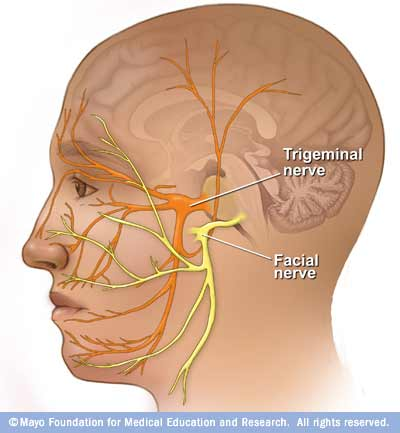 Trigeminal
nerve
Facial
nerve
©Mayo Foundation for Medical Education and Research. All rights reserved.